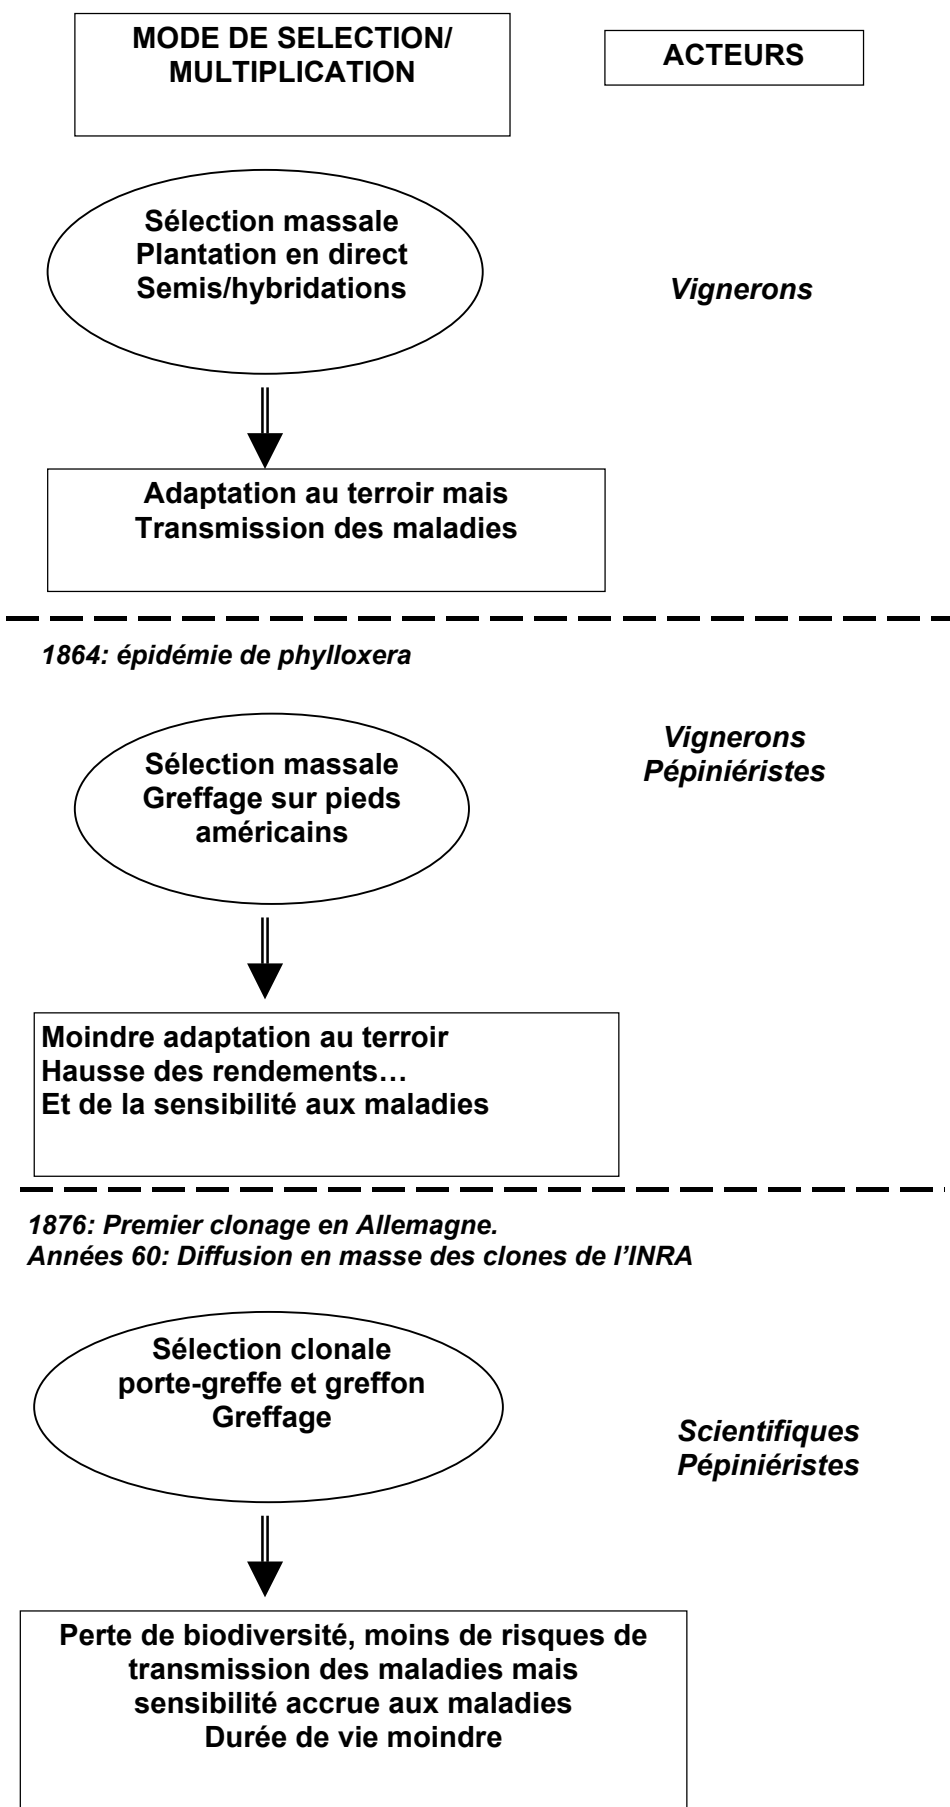 MODE DE SELECTION/
MULTIPLICATION
ACTEURS
Sélection massale
Plantation en direct
Semis/hybridations
Vignerons
Adaptation au terroir mais
Transmission des maladies
1864: épidémie de phylloxera
Vignerons
Pépiniéristes
Sélection massale
Greffage sur pieds
américains
Moindre adaptation au terroir
Hausse des rendements…
Et de la sensibilité aux maladies
1876: Premier clonage en Allemagne.
Années 60: Diffusion en masse des clones de l'INRA
Sélection clonale
porte-greffe et greffon
Greffage
Scientifiques
Pépiniéristes
Perte de biodiversité, moins de risques de
transmission des maladies mais
sensibilité accrue aux maladies
Durée de vie moindre